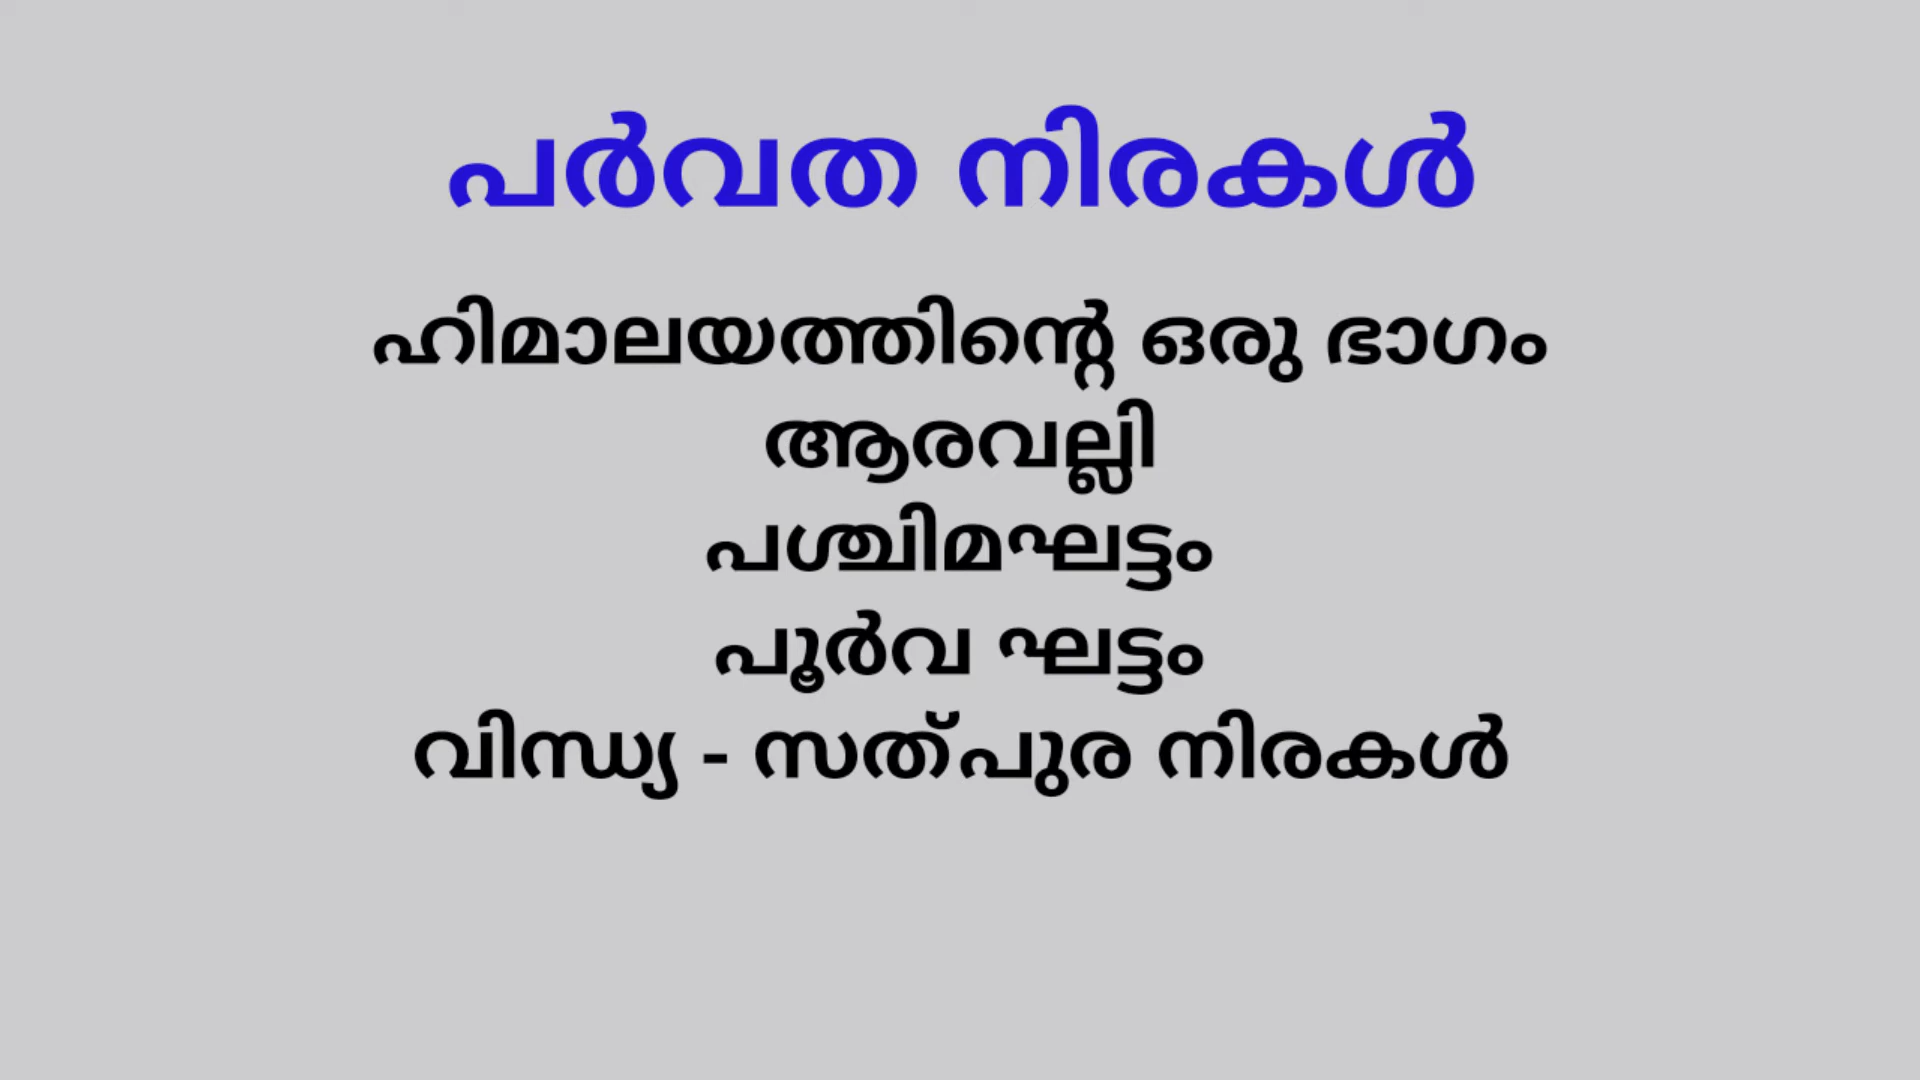 പർവത നിരകൾ
ഹിമാലയത്തിന്റെ ഒരു ഭാഗം
ആരവല്ലി
പശ്ചിമഘട്ടം
പൂർവ ഘട്ടം
വിന്ധ്യ - സത്പുര നിരകൾ